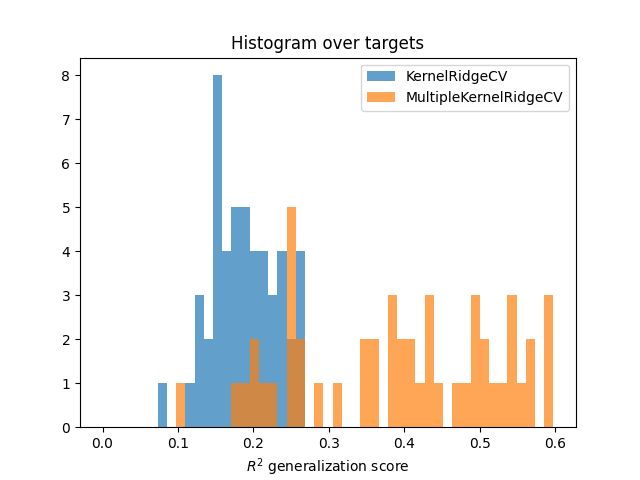 Histogram over targets
KernelRidgeCV
MultipleKernelRidgeCV
8
7
6
5
4
3
2
1
0
0.0 0.1 0.2 0.3 0.4 0.5 0.6
R² generalization score